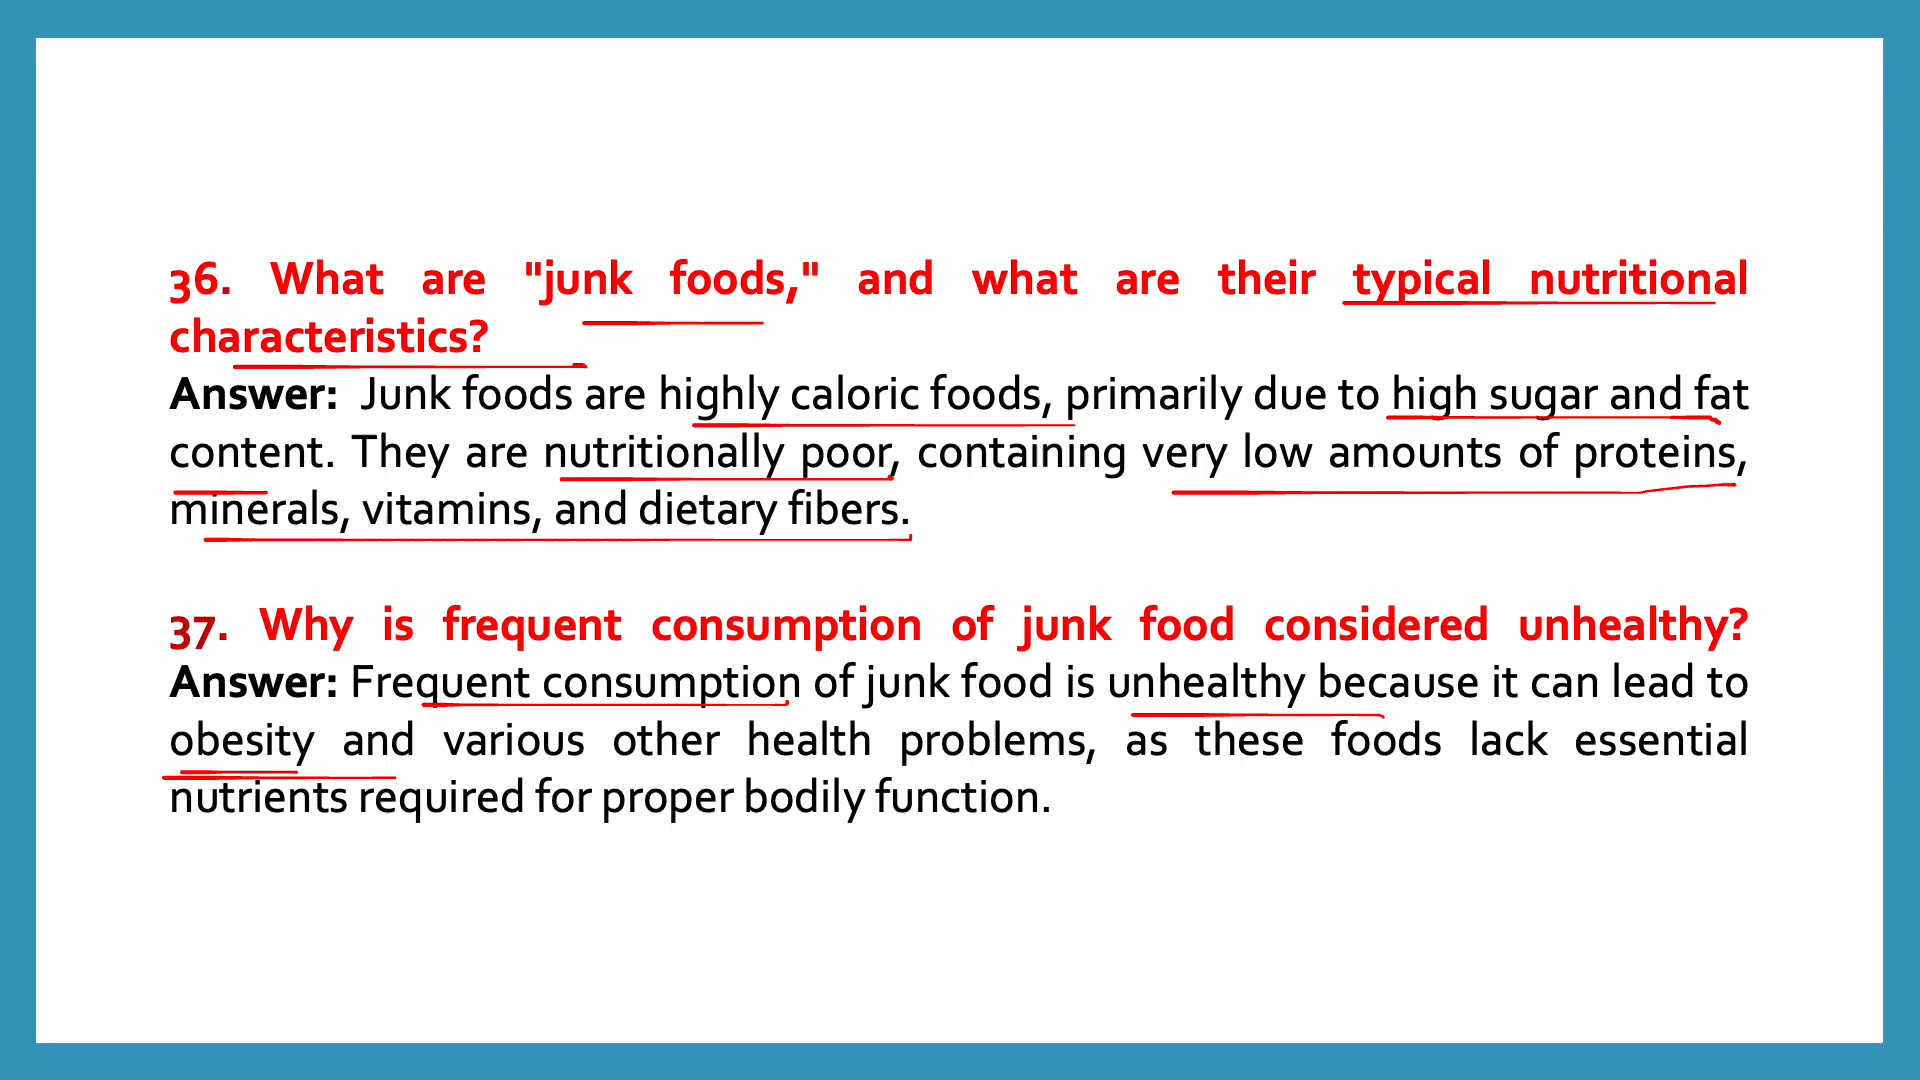 36. What are "junk foods," and what are their typical nutritional
characteristics?
Answer: Junk foods are highly caloric foods, primarily due to high sugar and fat
content. They are nutritionally poor, containing very low amounts of proteins,
minerals, vitamins, and dietary fibers.
37. Why is frequent consumption of junk food considered unhealthy?
Answer: Frequent consumption of junk food is unhealthy because it can lead to
obesity and various other health problems, as these foods lack essential
nutrients required for proper bodily function.